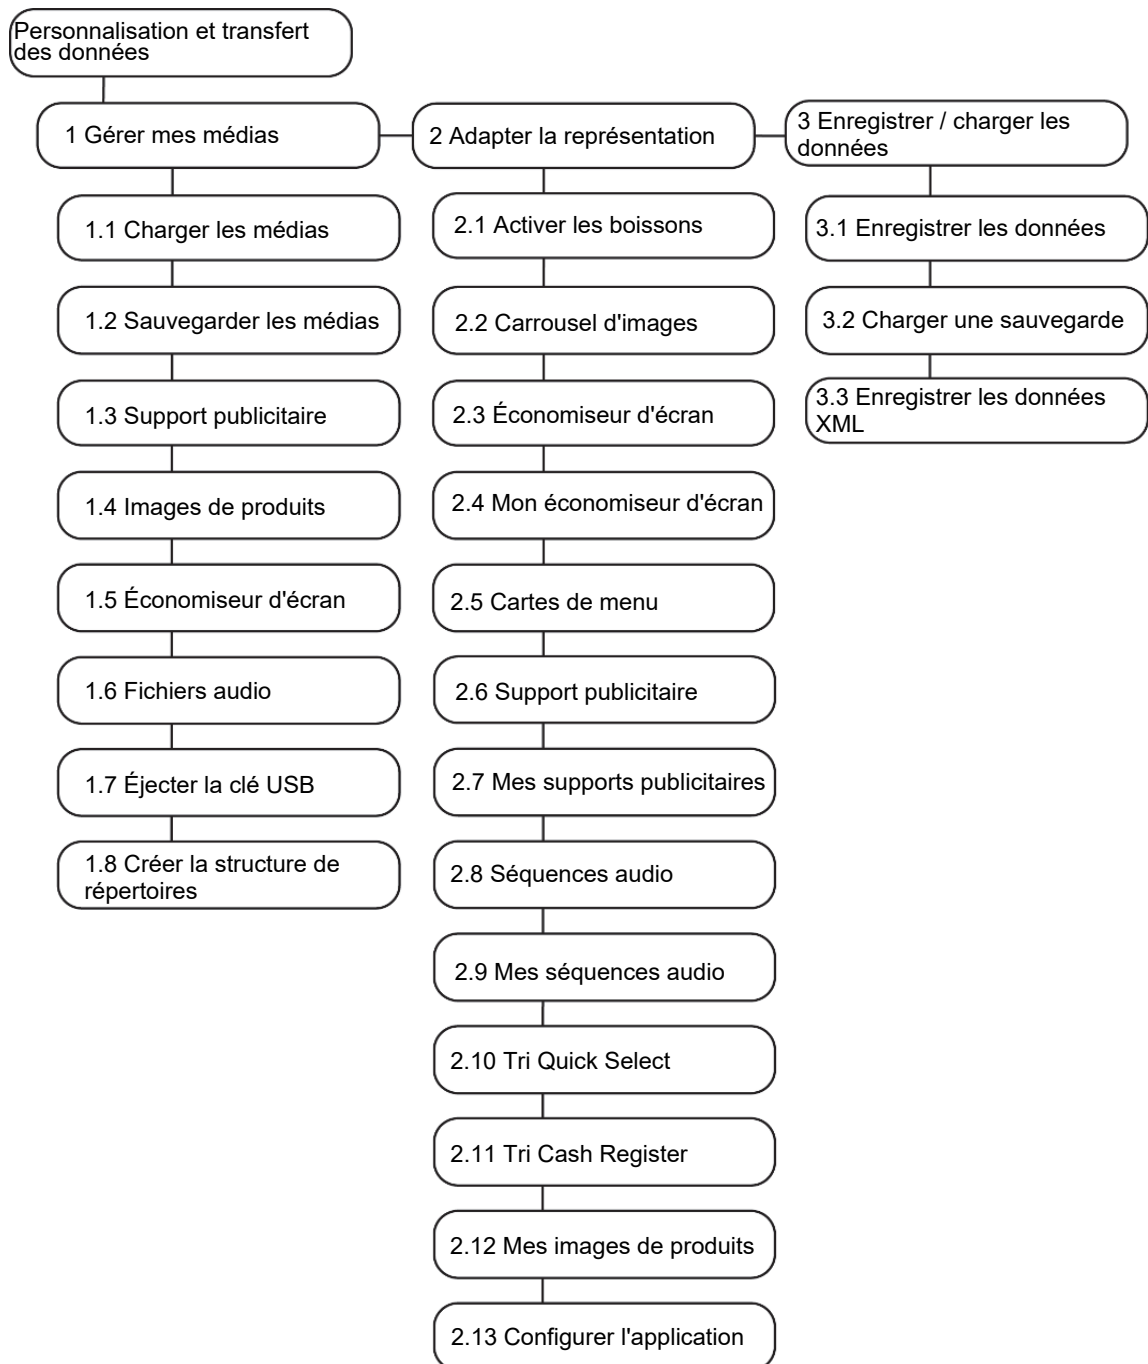 Personnalisation et transfert
des données
1 Gérer mes médias
1.1 Charger les médias
1.2 Sauvegarder les médias
1.3 Support publicitaire
1.4 Images de produits
1.5 Économiseur d'écran
1.6 Fichiers audio
1.7 Éjecter la clé USB
1.8 Créer la structure de
répertoires
2 Adapter la représentation
2.1 Activer les boissons
2.2 Carrousel d'images
2.3 Économiseur d'écran
2.4 Mon économiseur d'écran
2.5 Cartes de menu
2.6 Support publicitaire
2.7 Mes supports publicitaires
2.8 Séquences audio
2.9 Mes séquences audio
2.10 Tri Quick Select
2.11 Tri Cash Register
2.12 Mes images de produits
2.13 Configurer l'application
3 Enregistrer / charger les
données
3.1 Enregistrer les données
3.2 Charger une sauvegarde
3.3 Enregistrer les données
XML